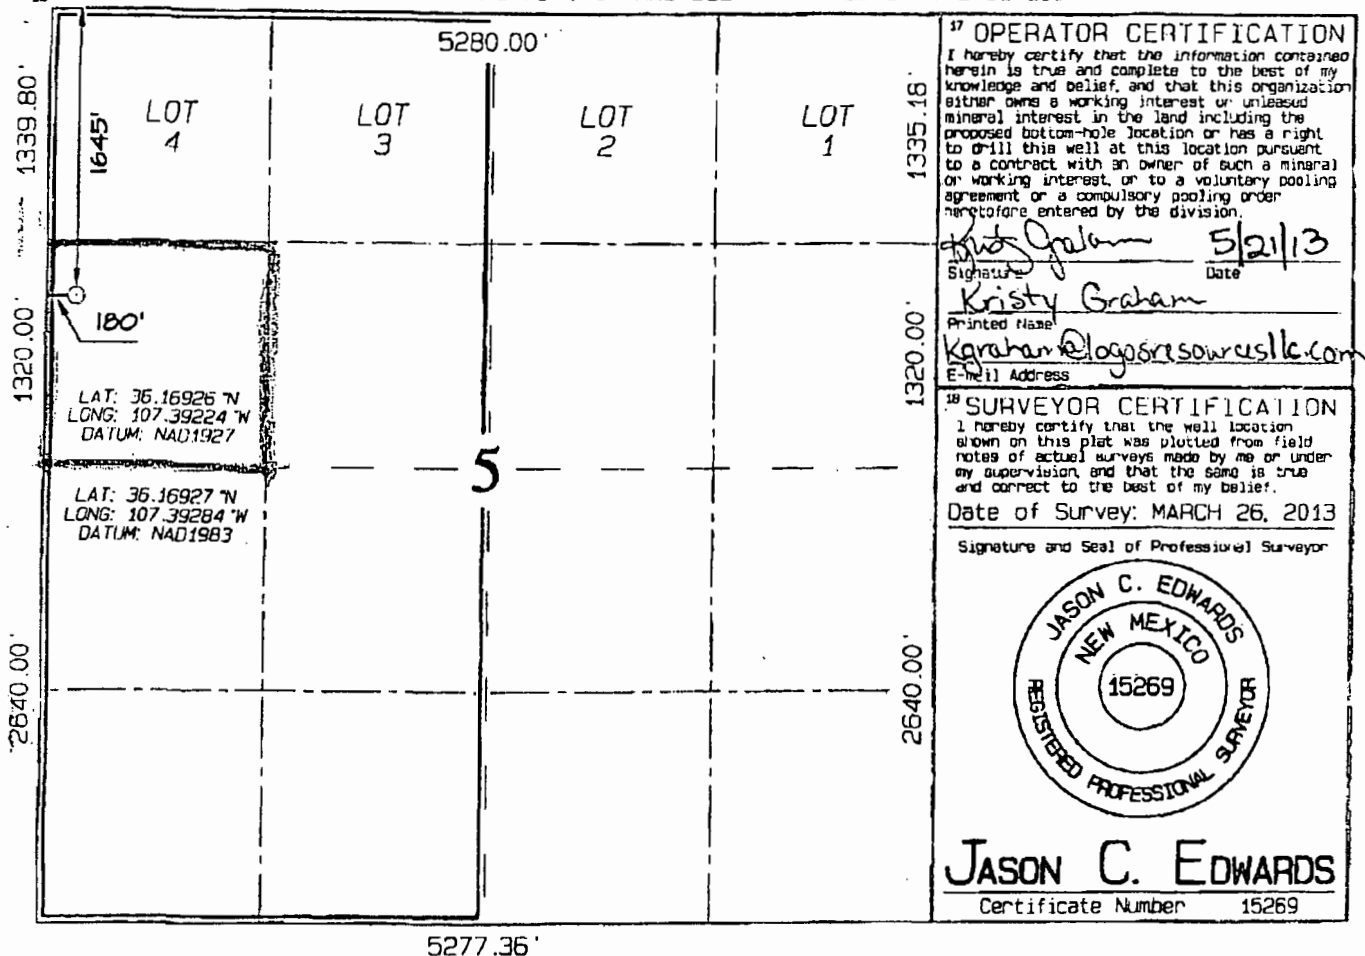 5280.00'
1339.80'
1645'
LOT
4
LOT
3
LOT
2
LOT
1
1335.18'
180'
1320.00'
1320.00'
LAT: 36.16926 °N
LONG: 107.39224 °W
DATUM: NAD1927
5
LAT: 36.16927 °N
LONG: 107.39284 °W
DATUM: NAD1983
2640.00'
2640.00'
5277.36'
17 OPERATOR CERTIFICATION
I hereby certify that the information contained
herein is true and complete to the best of my
knowledge and belief, and that this organization
either owns a working interest or unleased
mineral interest in the land including the
proposed bottom-hole location or has a right
to drill this well at this location pursuant
to a contract with an owner of such a mineral
or working interest, or to a voluntary pooling
agreement or a compulsory pooling order
heretofore entered by the division.
Kristy Graham 5/21/13
Signature Date
Kristy Graham
Printed Name
Kgraham@logosresourcesllc.com
E-mail Address
18 SURVEYOR CERTIFICATION
I hereby certify that the well location
shown on this plat was plotted from field
notes of actual surveys made by me or under
my supervision, and that the same is true
and correct to the best of my belief.
Date of Survey: MARCH 26, 2013
Signature and Seal of Professional Surveyor
JASON C. EDWARDS
NEW MEXICO
15269
REGISTERED PROFESSIONAL SURVEYOR
JASON C. EDWARDS
Certificate Number 15269